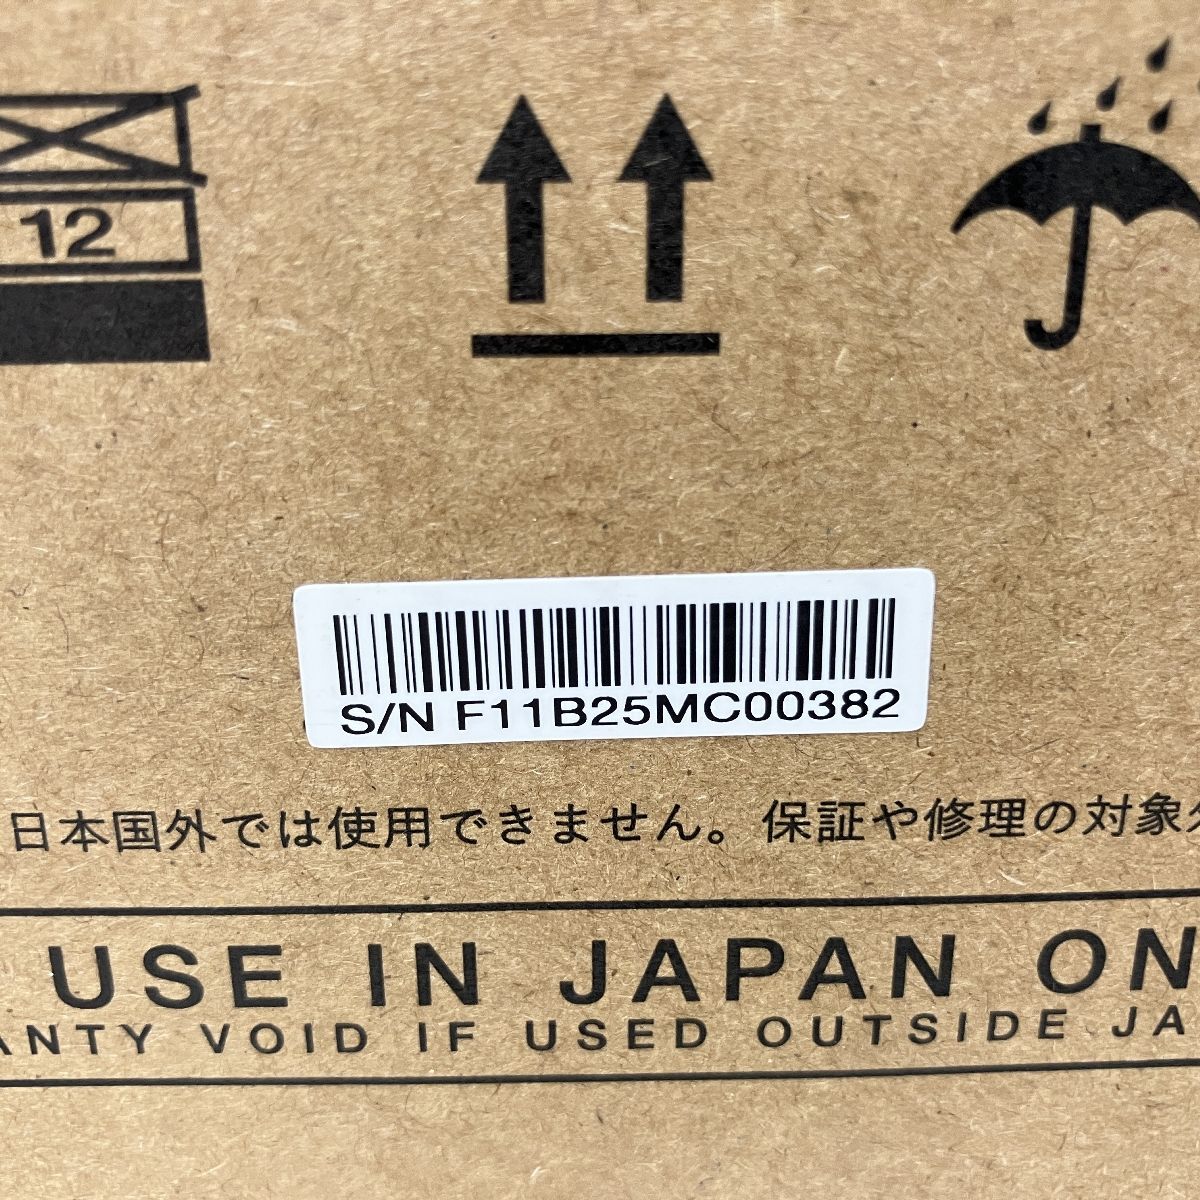 12
S/N F11B25MC00382
日本国外では使用できません。保証や修理の対象外
USE IN JAPAN ON
ANTY VOID IF USED OUTSIDE JA